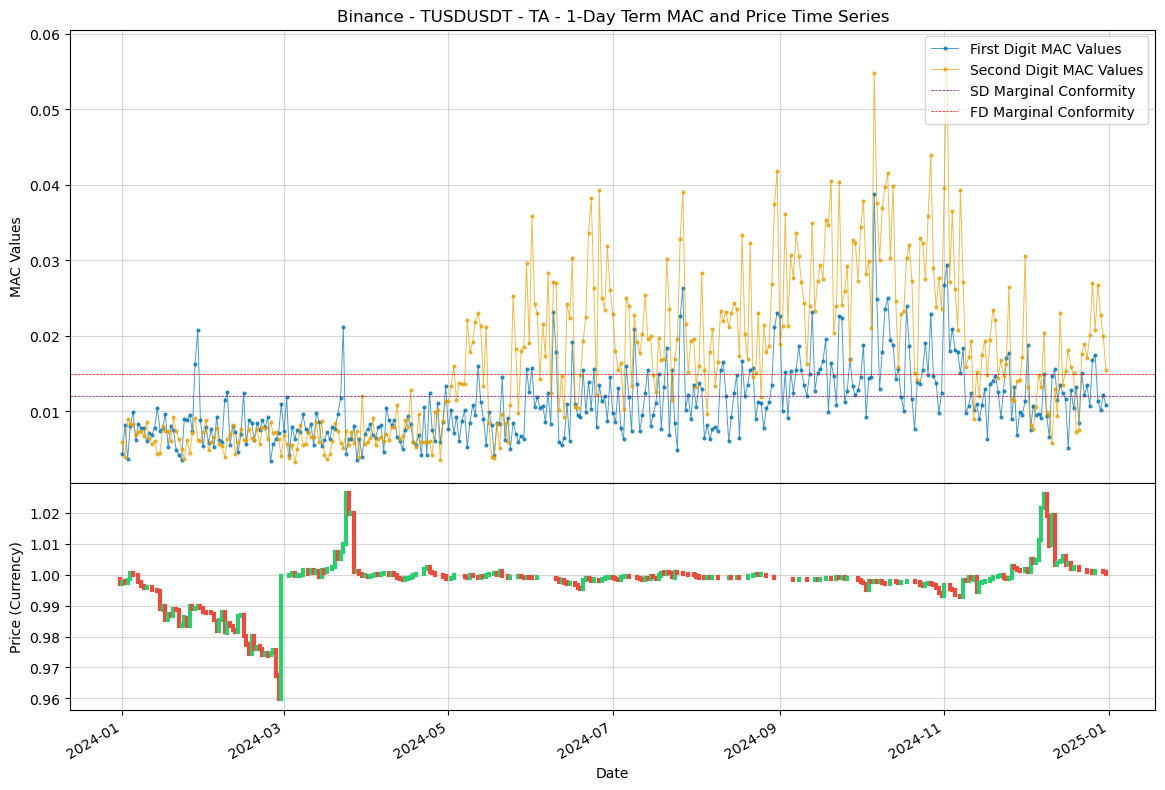 Binance - TUSDUSDT - TA - 1-Day Term MAC and Price Time Series
First Digit MAC Values
Second Digit MAC Values
SD Marginal Conformity
FD Marginal Conformity
0.06
0.05
0.04
0.03
0.02
0.01
MAC Values
1.02
1.01
1.00
0.99
0.98
0.97
0.96
Price (Currency)
2024-01
2024-03
2024-05
2024-07
2024-09
2024-11
2025-01
Date